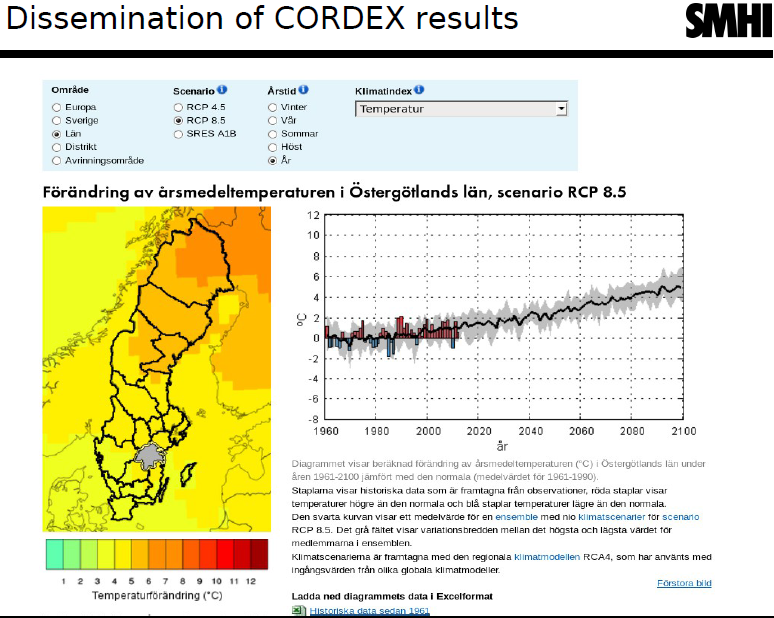 Dissemination of CORDEX results
SMHI
Område
Europa
Sverige
Län
Distrikt
Avrinningsområde
Scenario
RCP 4.5
RCP 8.5
SRES A1B
Årstid
Vinter
Vår
Sommar
Höst
År
Klimatindex
Temperatur
Förändring av årsmedeltemperaturen i Östergötlands län, scenario RCP 8.5
12
10
8
6
4
2
0
-2
-4
-6
-8
°C
1960 1980 2000 2020 2040 2060 2080 2100
år
1 2 3 4 5 6 7 8 9 10 11 12
Temperaturförändring (°C)
Diagrammet visar beräknad förändring av årsmedeltemperaturen (°C) i Östergötlands län under
åren 1961-2100 jämfört med den normala (medelvärdet för 1961-1990).
Staplarna visar historiska data som är framtagna från observationer, röda staplar visar
temperaturer högre än den normala och blå staplar temperaturer lägre än den normala.
Den svarta kurvan visar ett medelvärde för en ensemble med nio klimatscenarier för scenario
RCP 8.5. Det grå fältet visar variationsbredden mellan det högsta och lägsta värdet för
medlemmarna i ensemblen.
Klimatscenarierna är framtagna med den regionala klimatmodellen RCA4, som har använts med
ingångsvärden från olika globala klimatmodeller.
Förstora bild
Ladda ned diagrammets data i Excelformat
Historiska data sedan 1961